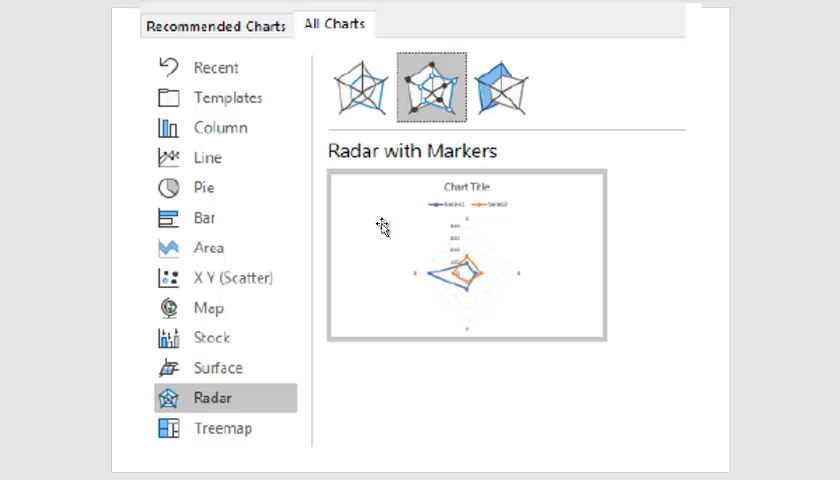 Recommended Charts
All Charts
Recent
Templates
Column
Line
Pie
Bar
Area
X Y (Scatter)
Map
Stock
Surface
Radar
Treemap
Radar with Markers
Chart Title